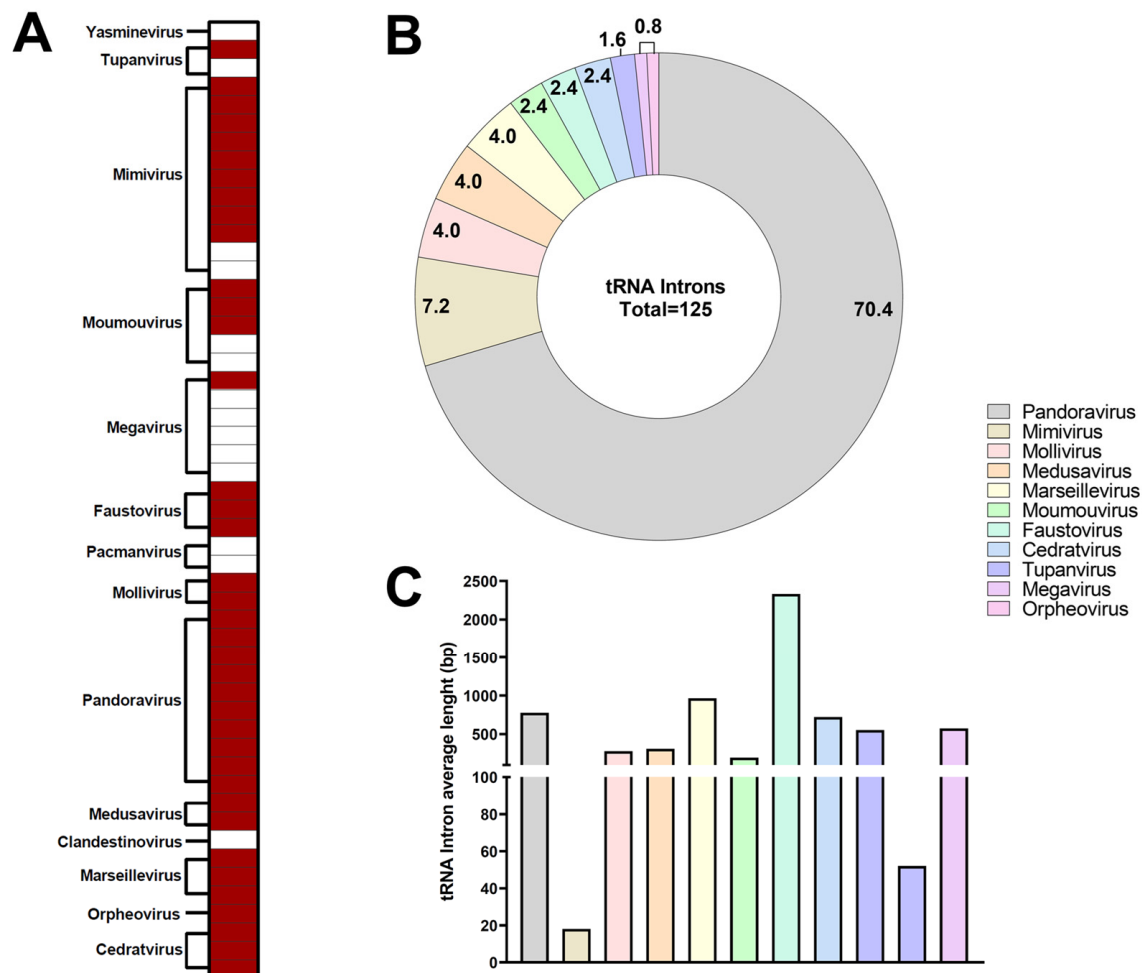 A
Yasminevirus
Tupanvirus
Mimivirus
Moumouvirus
Megavirus
Faustovirus
Pacmanvirus
Mollivirus
Pandoravirus
Medusavirus
Clandestinovirus
Marseillevirus
Orpheovirus
Cedratvirus
B
0.8
1.6
2.4
2.4
2.4
4.0
4.0
4.0
7.2
70.4
tRNA Introns
Total=125
Pandoravirus
Mimivirus
Mollivirus
Medusavirus
Marseillevirus
Moumouvirus
Faustovirus
Cedratvirus
Tupanvirus
Megavirus
Orpheovirus
C
tRNA Intron average lenght (bp)
2500
2000
1500
1000
500
100
80
60
40
20
0